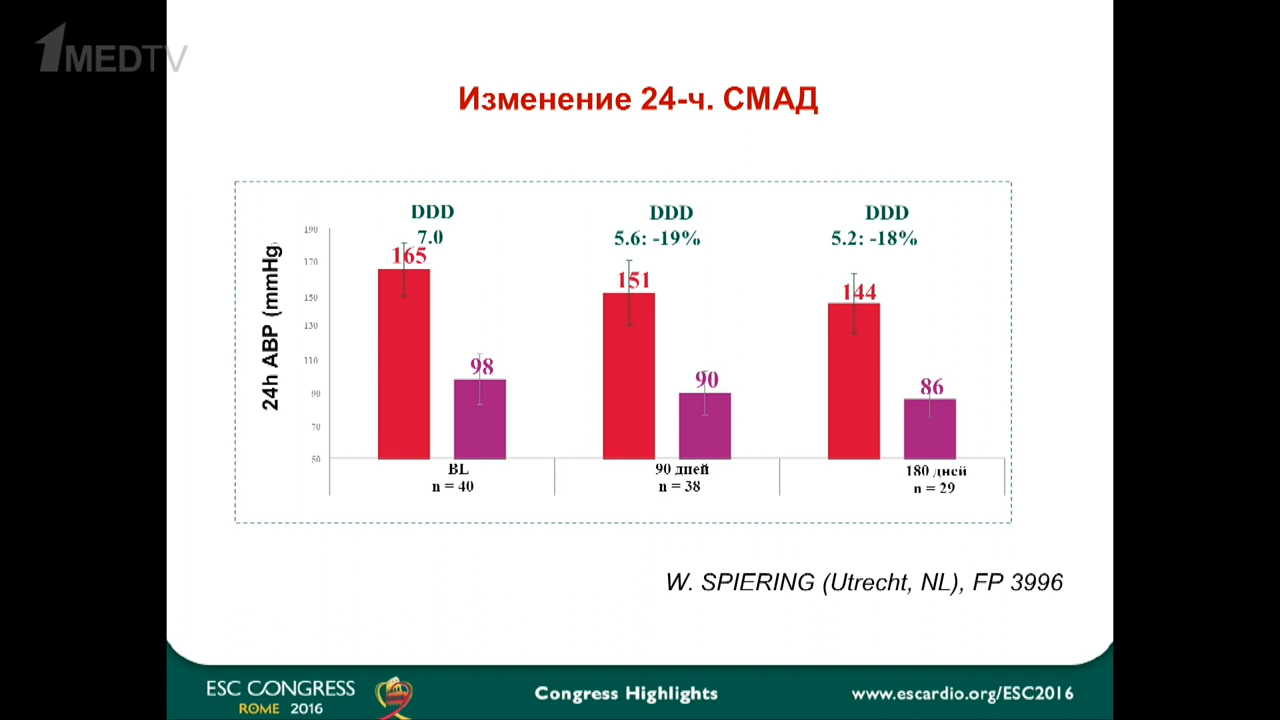 1MEDTV
Изменение 24-ч. СМАД
DDD
7.0
DDD
5.6: -19%
DDD
5.2: -18%
24h ABP (mmHg)
190
170
150
130
110
90
70
50
165
98
151
90
144
86
BL
n = 40
90 дней
n = 38
180 дней
n = 29
W. SPIERING (Utrecht, NL), FP 3996
ESC CONGRESS
ROME 2016
Congress Highlights
www.escardio.org/ESC2016